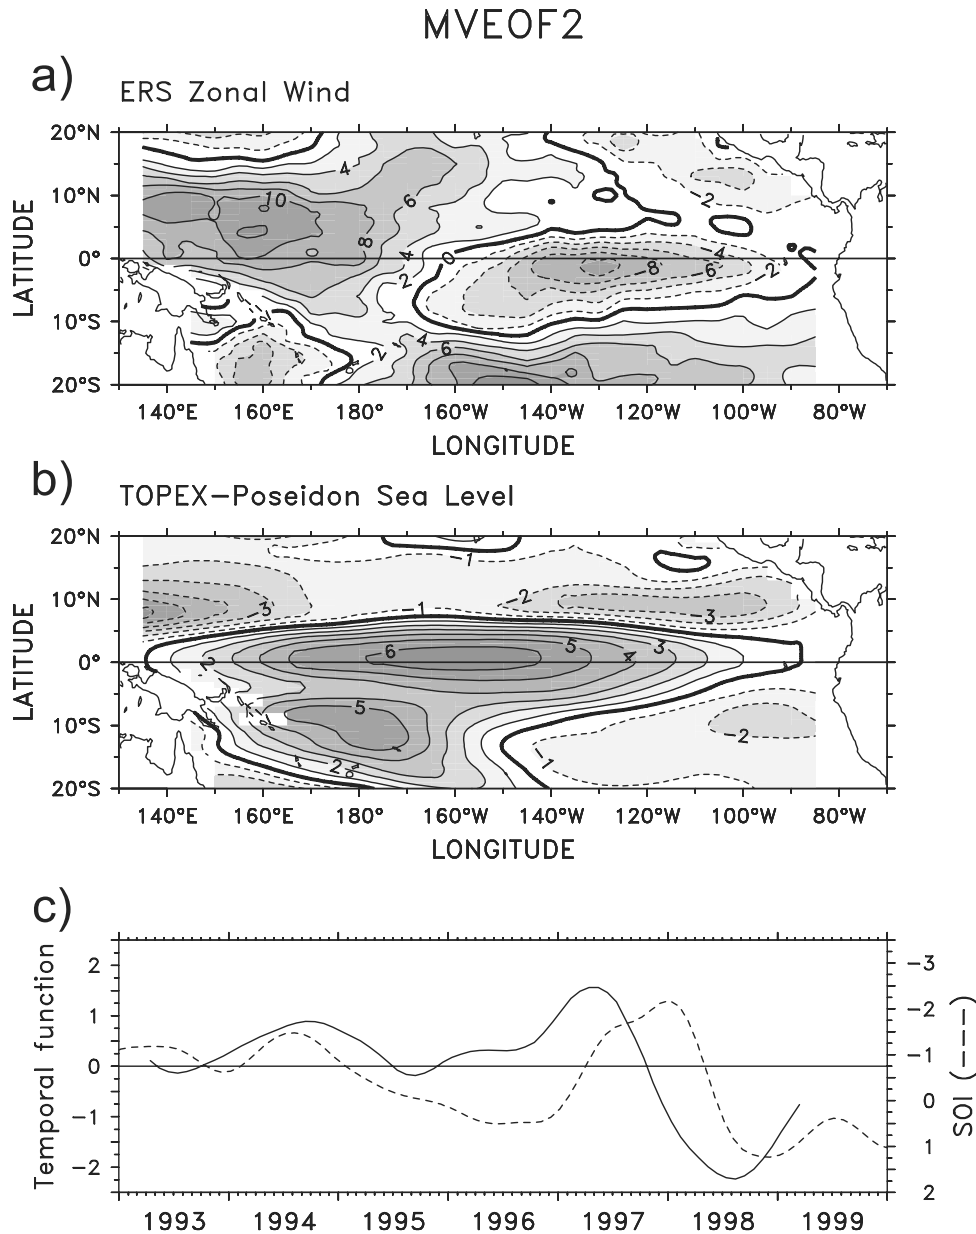 MVEOF2
a)
ERS Zonal Wind
20°N
10°N
0°
10°S
20°S
LATITUDE
4
10
6
8
4
2
0
-2
-4
-8
-6
-2
4
6
2
140°E 160°E 180° 160°W 140°W 120°W 100°W 80°W
LONGITUDE
b)
TOPEX-Poseidon Sea Level
20°N
10°N
0°
10°S
20°S
LATITUDE
-1
-3
-1
-2
-3
6
5
4
3
2
5
-2
-1
2
140°E 160°E 180° 160°W 140°W 120°W 100°W 80°W
LONGITUDE
c)
Temporal function
2
1
0
-1
-2
-3
-2
-1
0
1
2
SOI (---)
1993 1994 1995 1996 1997 1998 1999